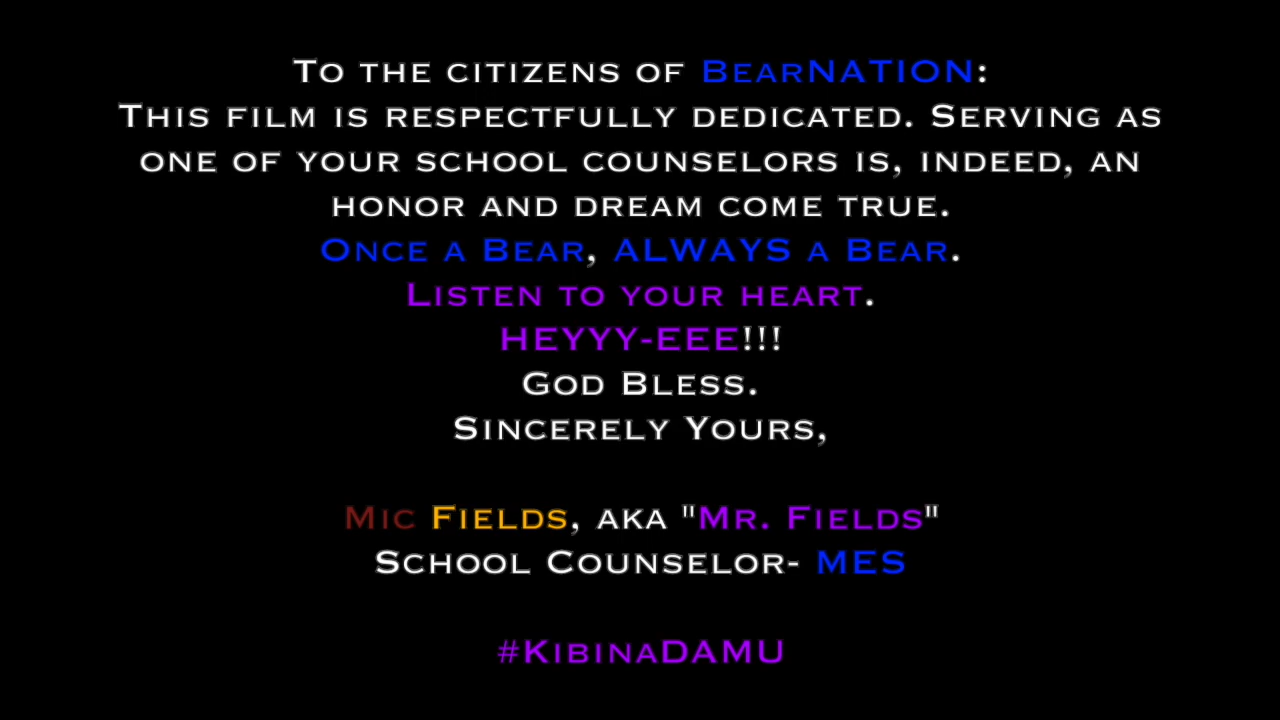 To the citizens of BearNATION:
This film is respectfully dedicated. Serving as
one of your school counselors is, indeed, an
honor and dream come true.
Once a Bear, ALWAYS a Bear.
Listen to your heart.
HEYYY-EEE!!!
God Bless.
Sincerely Yours,
Mic Fields, aka "Mr. Fields"
School Counselor- MES
#KibinaDAMU